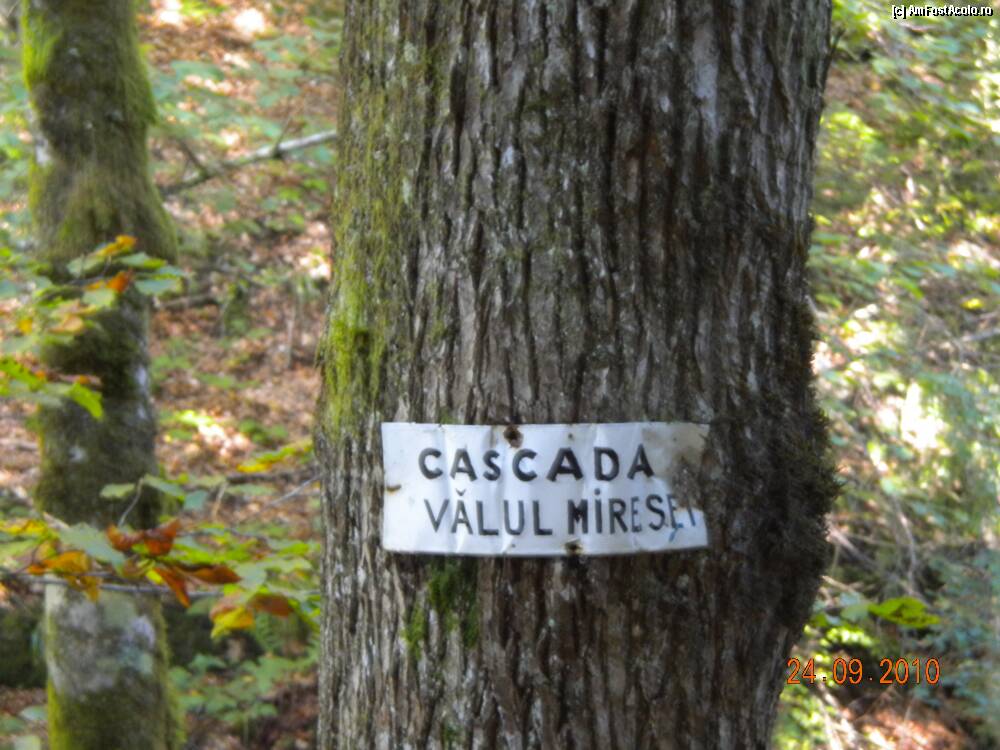 [c] AmFostAcolo.ro
CASCADA
VĂLUL MIRESEI
24.09.2010